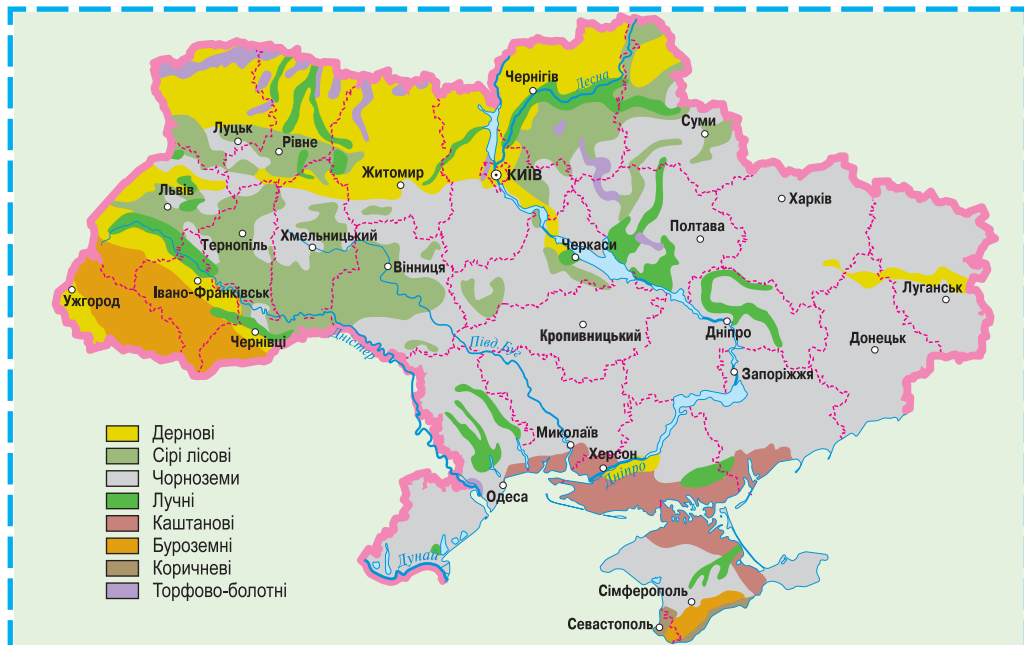 Чернігів
Десна
Суми
Луцьк
Рівне
КИЇВ
Житомир
Львів
Харків
Полтава
Тернопіль
Хмельницький
Черкаси
Вінниця
Ужгород
Івано-Франківськ
Луганськ
Чернівці
Дністер
Півд. Буг
Кропивницький
Дніпро
Донецьк
Запоріжжя
Миколаїв
Херсон
Дніпро
Одеса
Дунай
Сімферополь
Севастополь
Дернові
Сірі лісові
Чорноземи
Лучні
Каштанові
Буроземні
Коричневі
Торфово-болотні